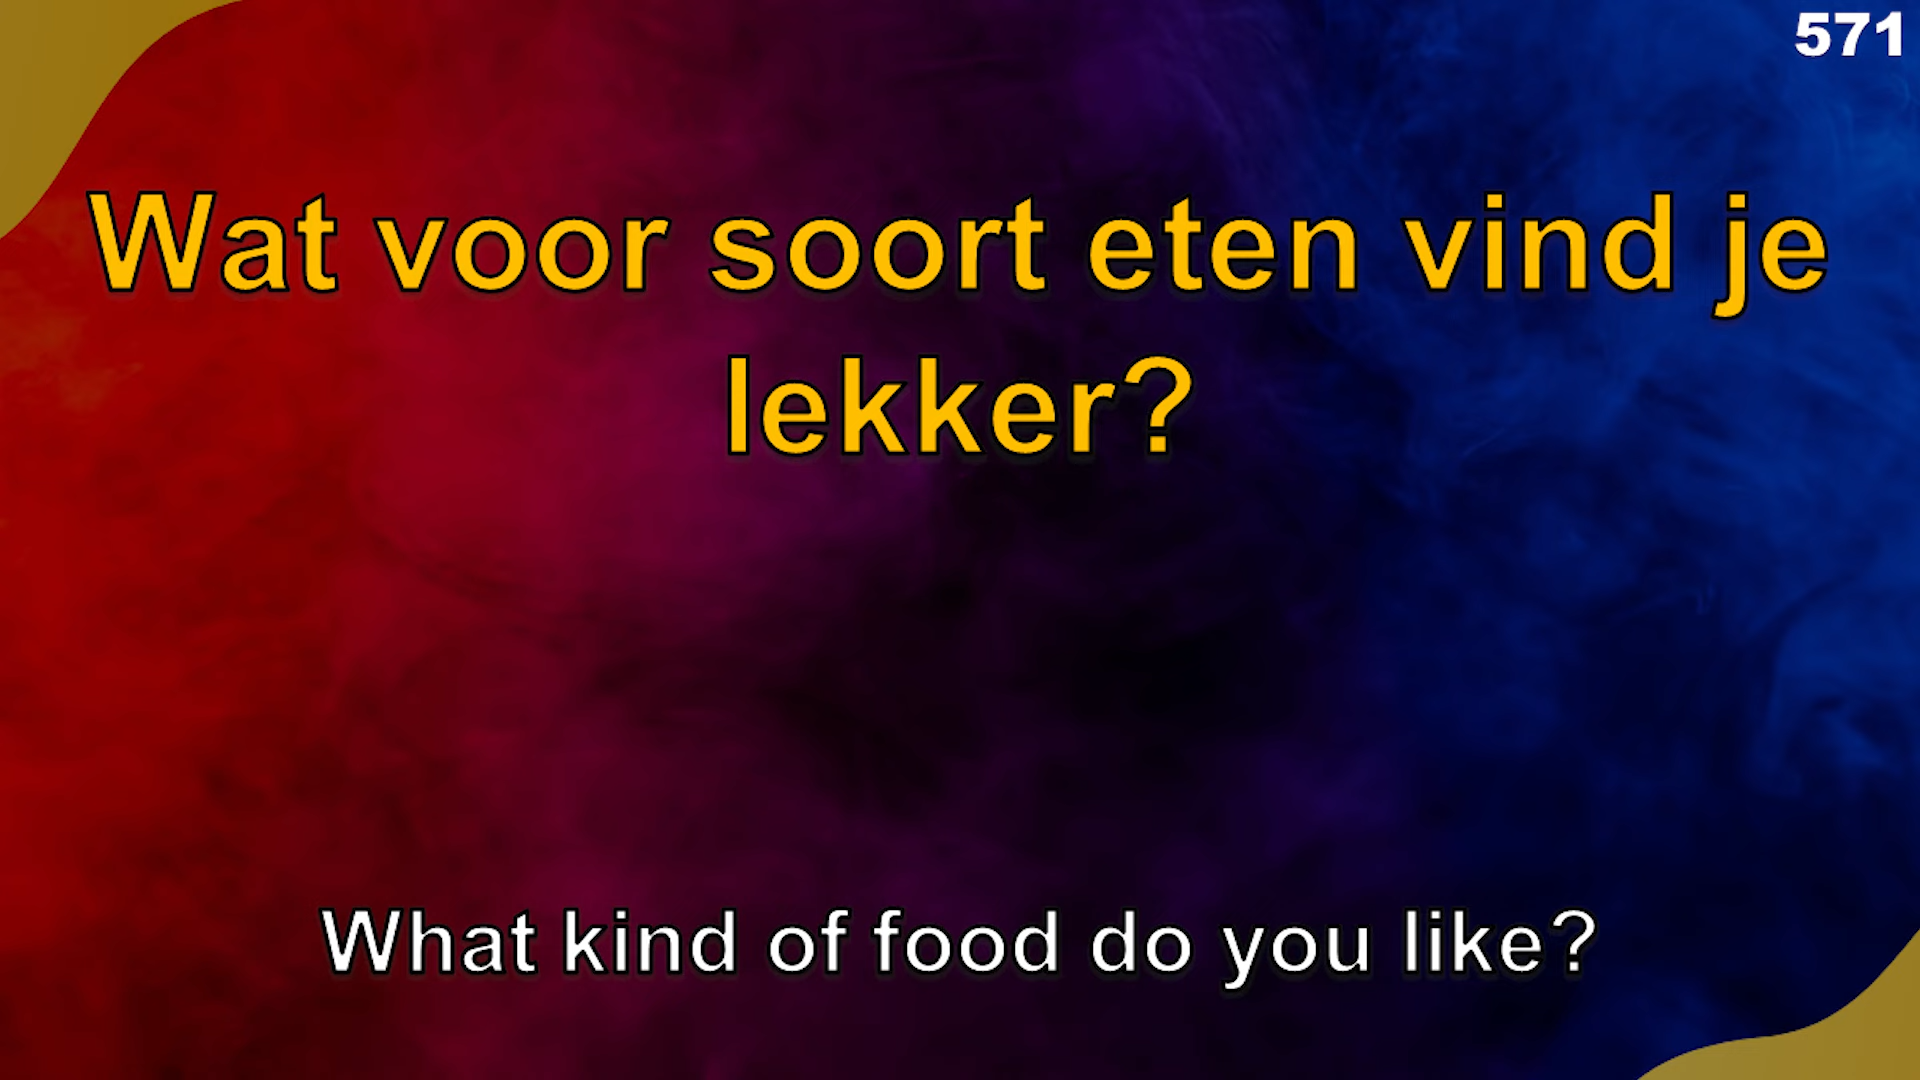 571
Wat voor soort eten vind je
lekker?
What kind of food do you like?